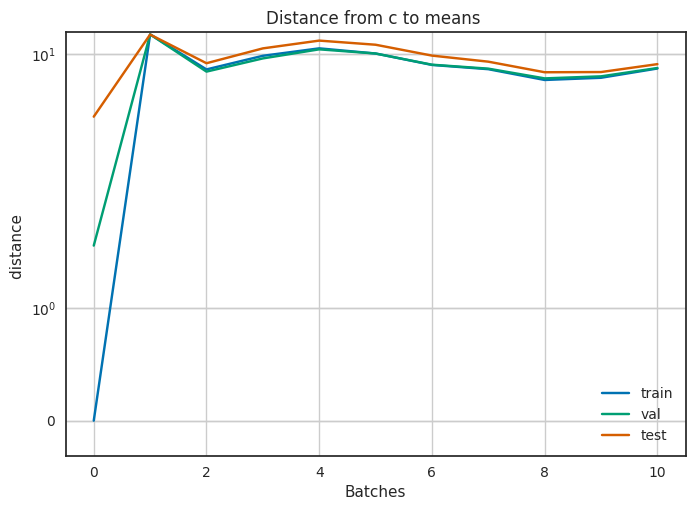 Distance from c to means
10¹
10⁰
0
distance
0 2 4 6 8 10
Batches
train
val
test